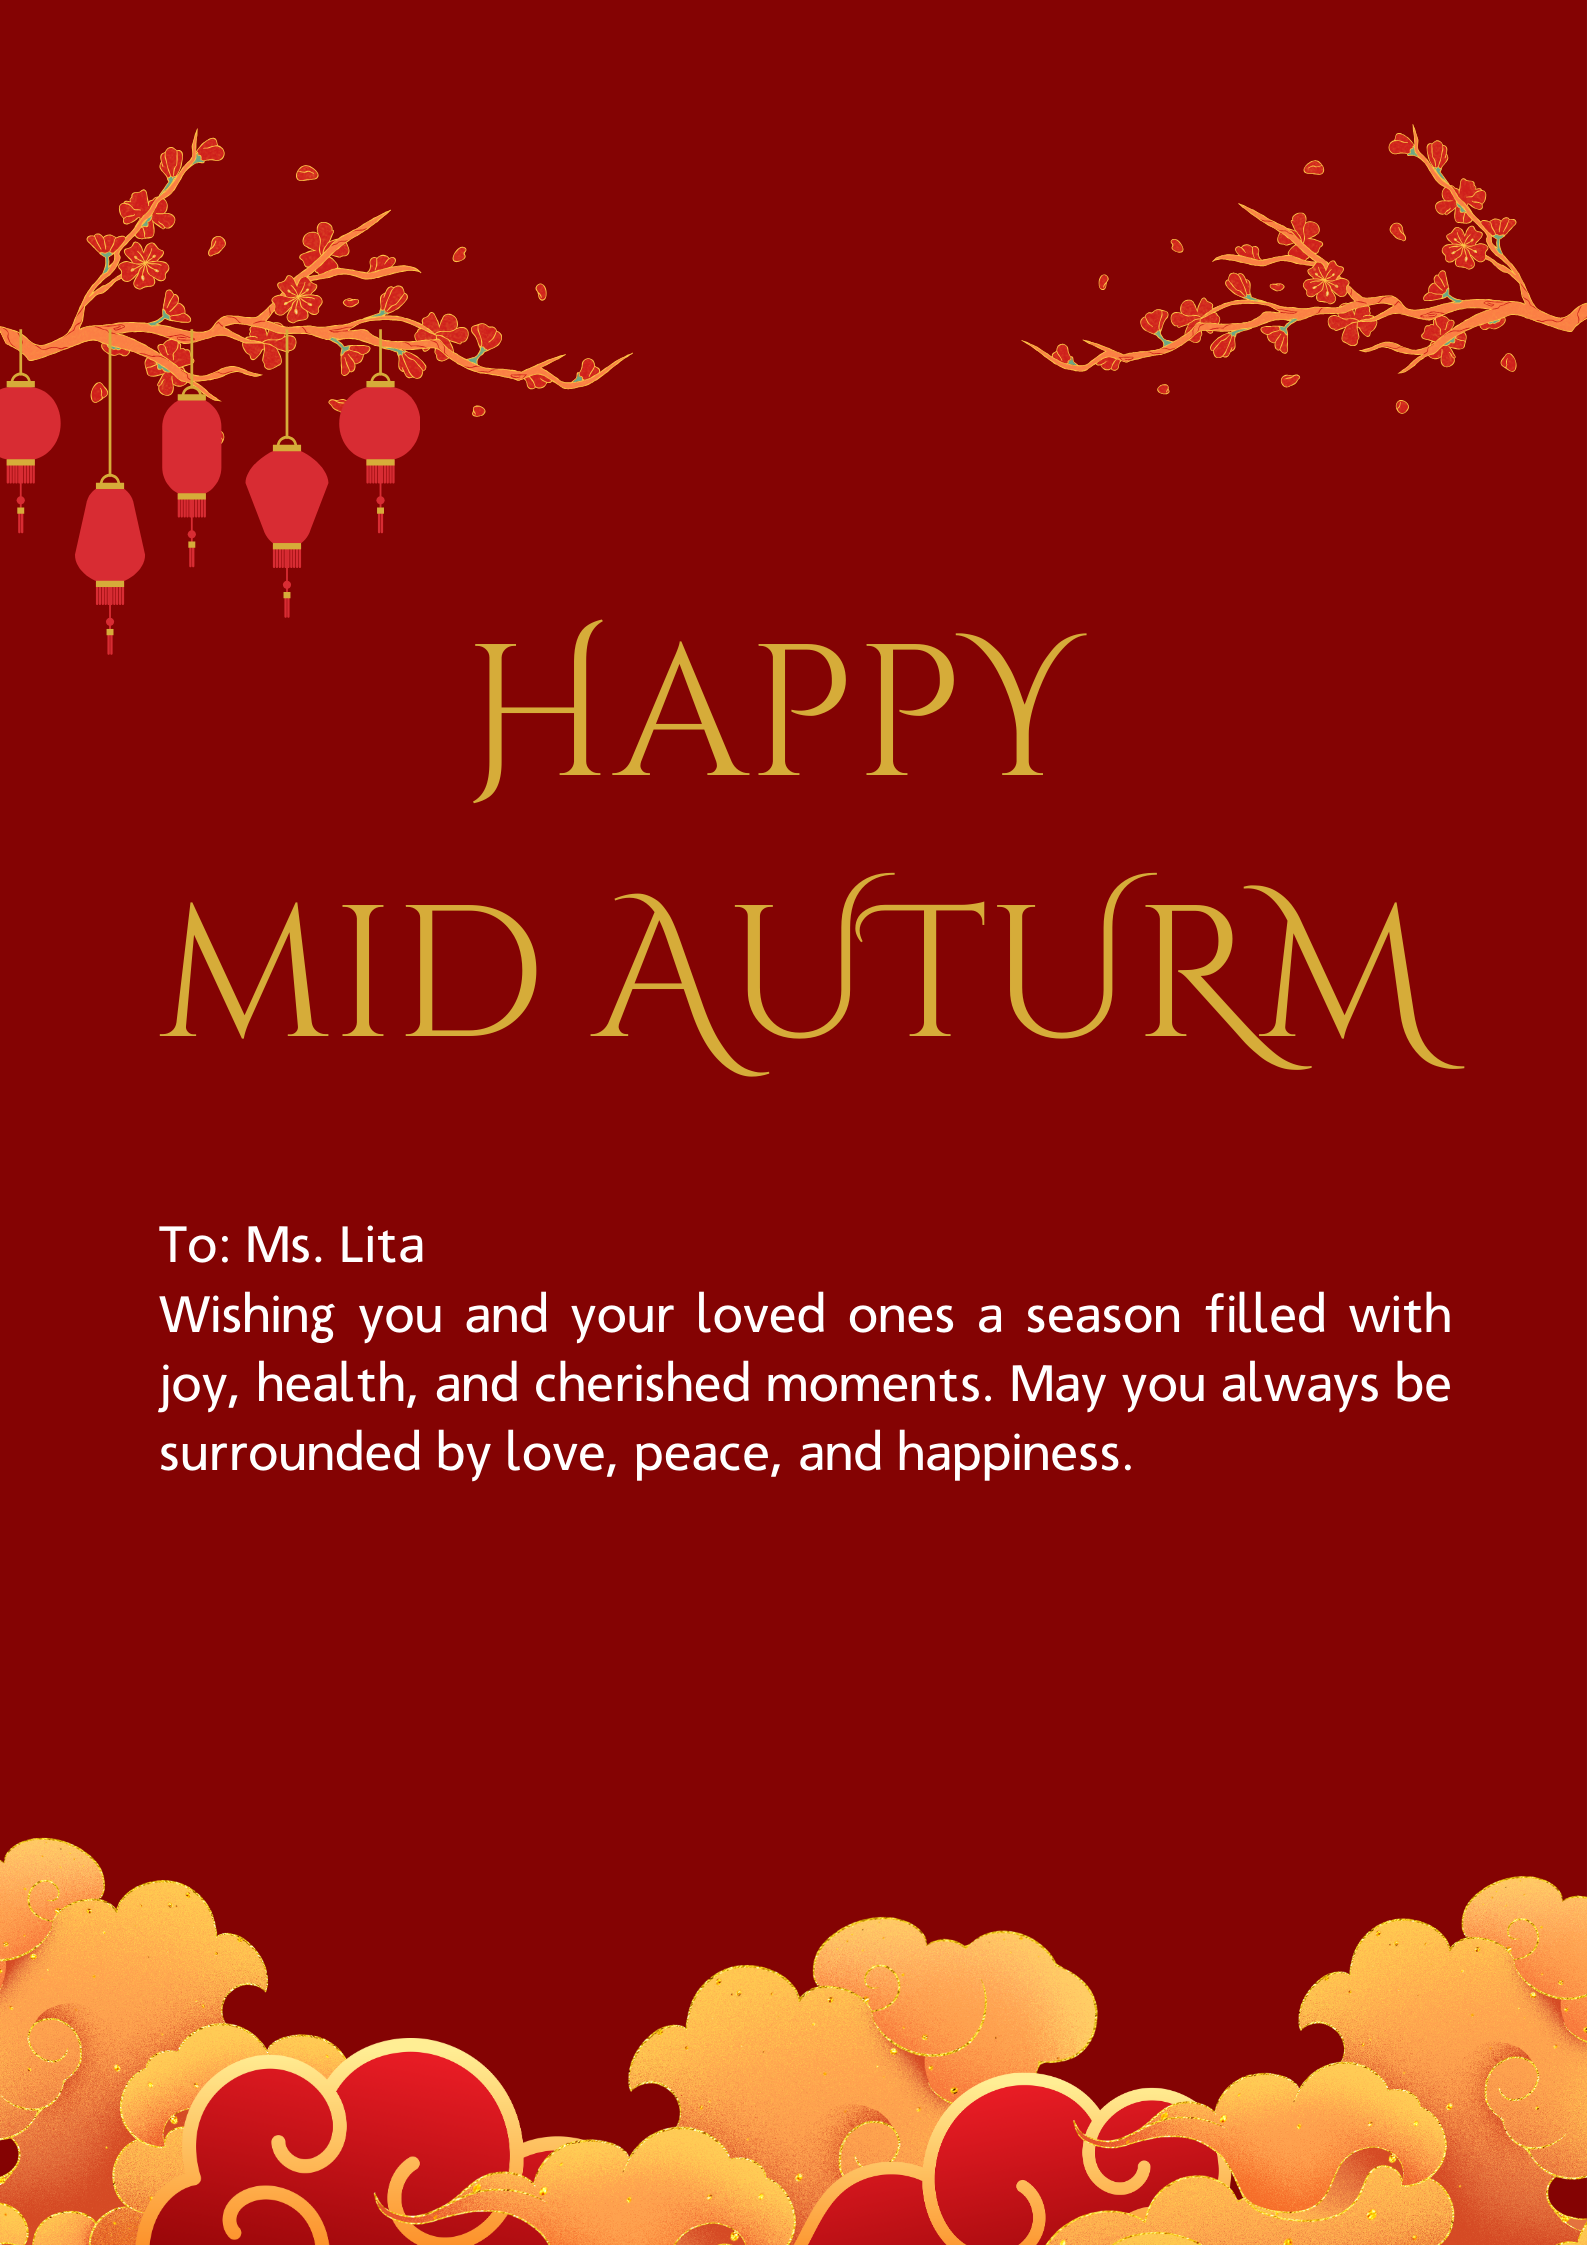 HAPPY
MID AUTURM
To: Ms. Lita
Wishing you and your loved ones a season filled with
joy, health, and cherished moments. May you always be
surrounded by love, peace, and happiness.